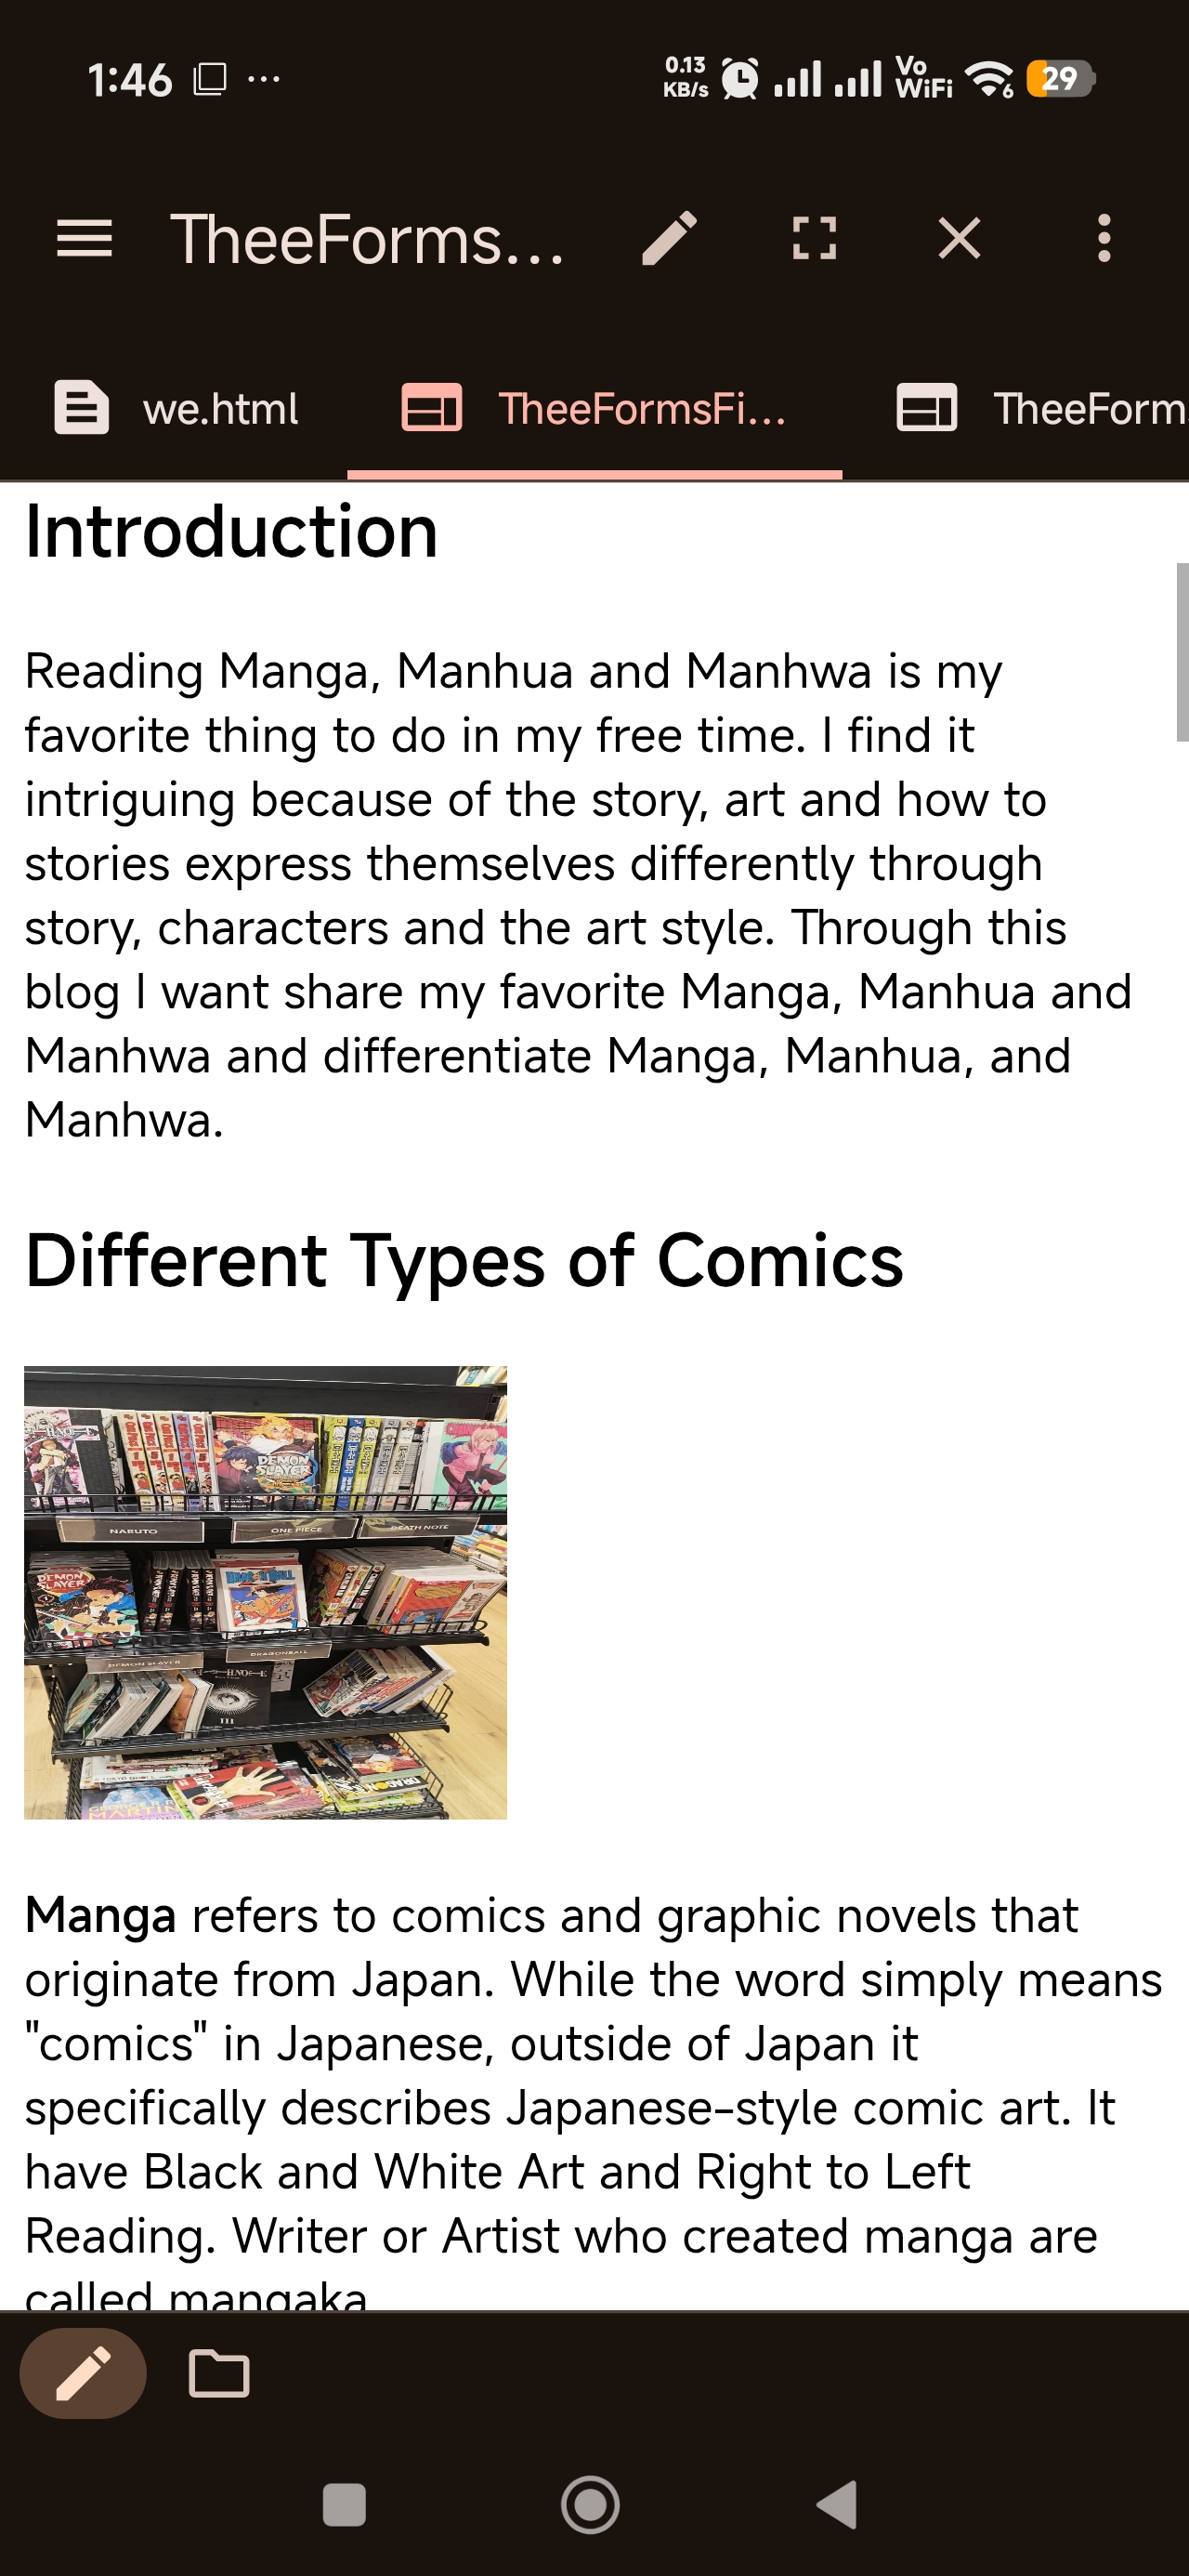 1:46 ...
0.13
KB/s
Vo
WiFi
6
29
TheeForms...
we.html
TheeFormsFi...
TheeForm
Introduction
Reading Manga, Manhua and Manhwa is my
favorite thing to do in my free time. I find it
intriguing because of the story, art and how to
stories express themselves differently through
story, characters and the art style. Through this
blog I want share my favorite Manga, Manhua and
Manhwa and differentiate Manga, Manhua, and
Manhwa.
Different Types of Comics
DEMON
SLAYER
NARUTO
ONE PIECE
DEATH NOTE
DEMON
SLAYER
DEMON SLAYER
DRAGONBALL
III
MARTIN
Manga refers to comics and graphic novels that
originate from Japan. While the word simply means
"comics" in Japanese, outside of Japan it
specifically describes Japanese-style comic art. It
have Black and White Art and Right to Left
Reading. Writer or Artist who created manga are
called mangaka